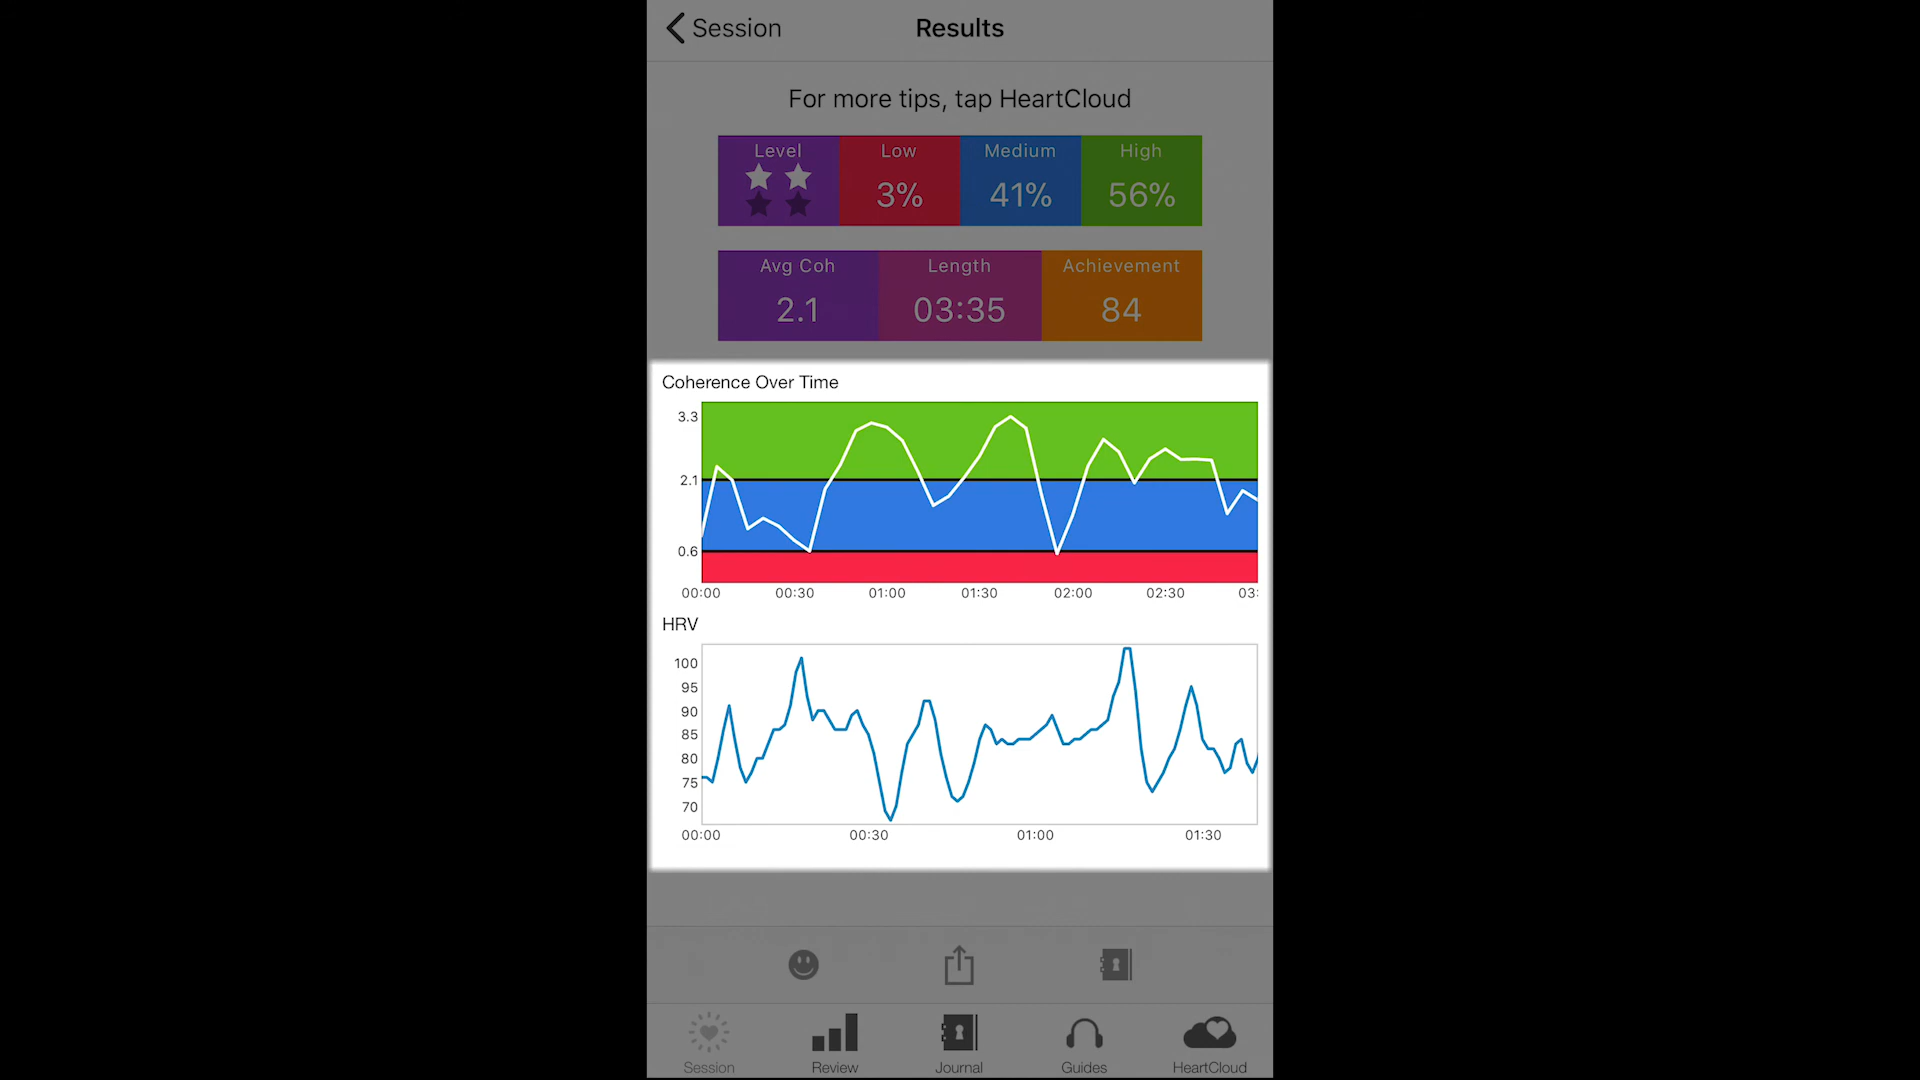 Session
Results
For more tips, tap HeartCloud
Level
Low
Medium
High
3%
41%
56%
Avg Coh
Length
Achievement
2.1
03:35
84
Coherence Over Time
3.3
2.1
0.6
00:00
00:30
01:00
01:30
02:00
02:30
03:
HRV
100
95
90
85
80
75
70
00:00
00:30
01:00
01:30
Session
Review
Journal
Guides
HeartCloud